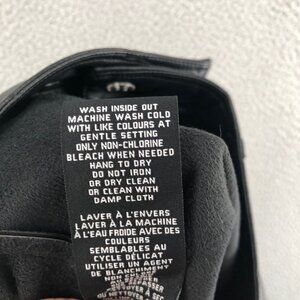 WASH INSIDE OUT
MACHINE WASH COLD
WITH LIKE COLOURS AT
GENTLE SETTING
ONLY NON-CHLORINE
BLEACH WHEN NEEDED
HANG TO DRY
DO NOT IRON
OR DRY CLEAN
OR CLEAN WITH
DAMP CLOTH
LAVER À L'ENVERS
LAVER À LA MACHINE
À L'EAU FROIDE AVEC DES
COULEURS
SEMBLABLES AU
CYCLE DÉLICAT
UTILISER UN AGENT
DE BLANCHIMENT